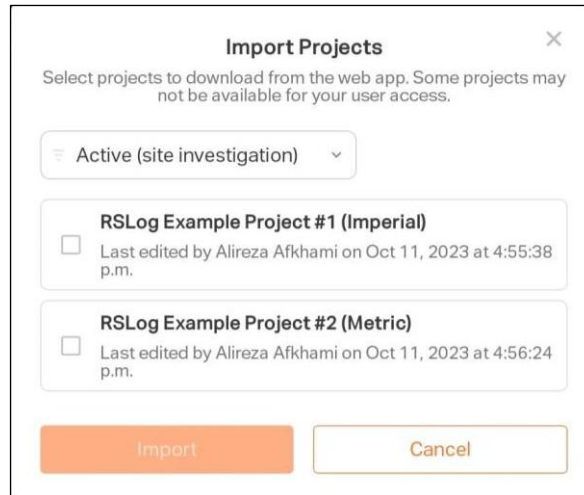 Import Projects
Select projects to download from the web app. Some projects may
not be available for your user access.
Active (site investigation)
RSLog Example Project #1 (Imperial)
Last edited by Alireza Afkhami on Oct 11, 2023 at 4:55:38
p.m.
RSLog Example Project #2 (Metric)
Last edited by Alireza Afkhami on Oct 11, 2023 at 4:56:24
p.m.
Import
Cancel